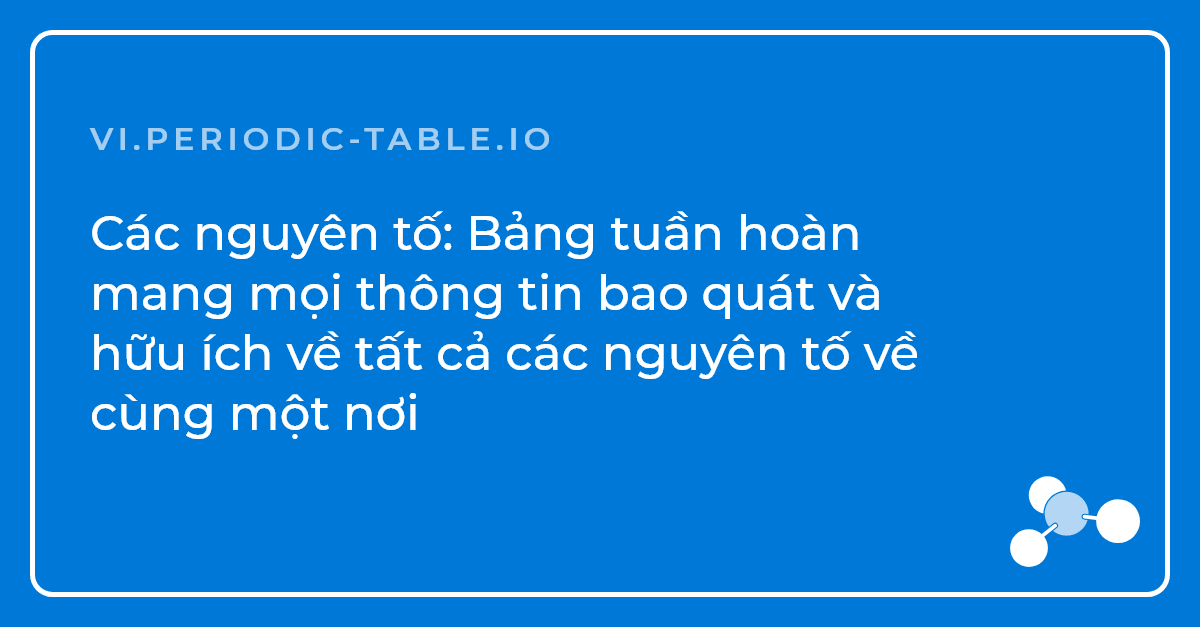 VI.PERIODIC-TABLE.IO
Các nguyên tố: Bảng tuần hoàn
mang mọi thông tin bao quát và
hữu ích về tất cả các nguyên tố về
cùng một nơi